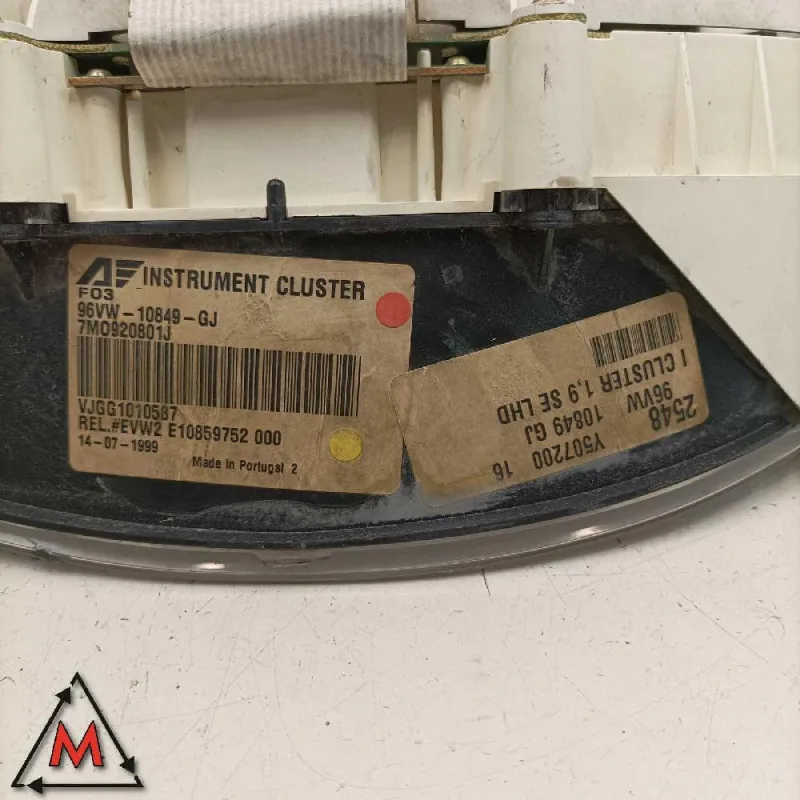 AF INSTRUMENT CLUSTER
F03
96VW-10849-GJ
7M0920801J
VJGG1010587
REL.#EVW2 E10859752 000
14-07-1999
Made in Portugal 2
2548
96VW 10849 GJ
Y507200 16
I CLUSTER 1,9 SE LHD
M